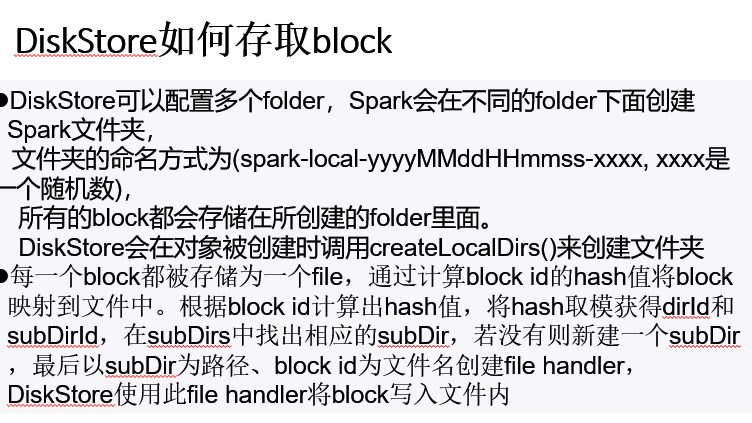 DiskStore如何存取block
●DiskStore可以配置多个folder，Spark会在不同的folder下面创建
Spark文件夹，
文件夹的命名方式为(spark-local-yyyyMMddHHmmss-xxxx, xxxx是
一个随机数)，
所有的block都会存储在所创建的folder里面。
DiskStore会在对象被创建时调用createLocalDirs()来创建文件夹
●每一个block都被存储为一个file，通过计算block id的hash值将block
映射到文件中。根据block id计算出hash值，将hash取模获得dirId和
subDirId，在subDirs中找出相应的subDir，若没有则新建一个subDir
，最后以subDir为路径、block id为文件名创建file handler，
DiskStore使用此file handler将block写入文件内